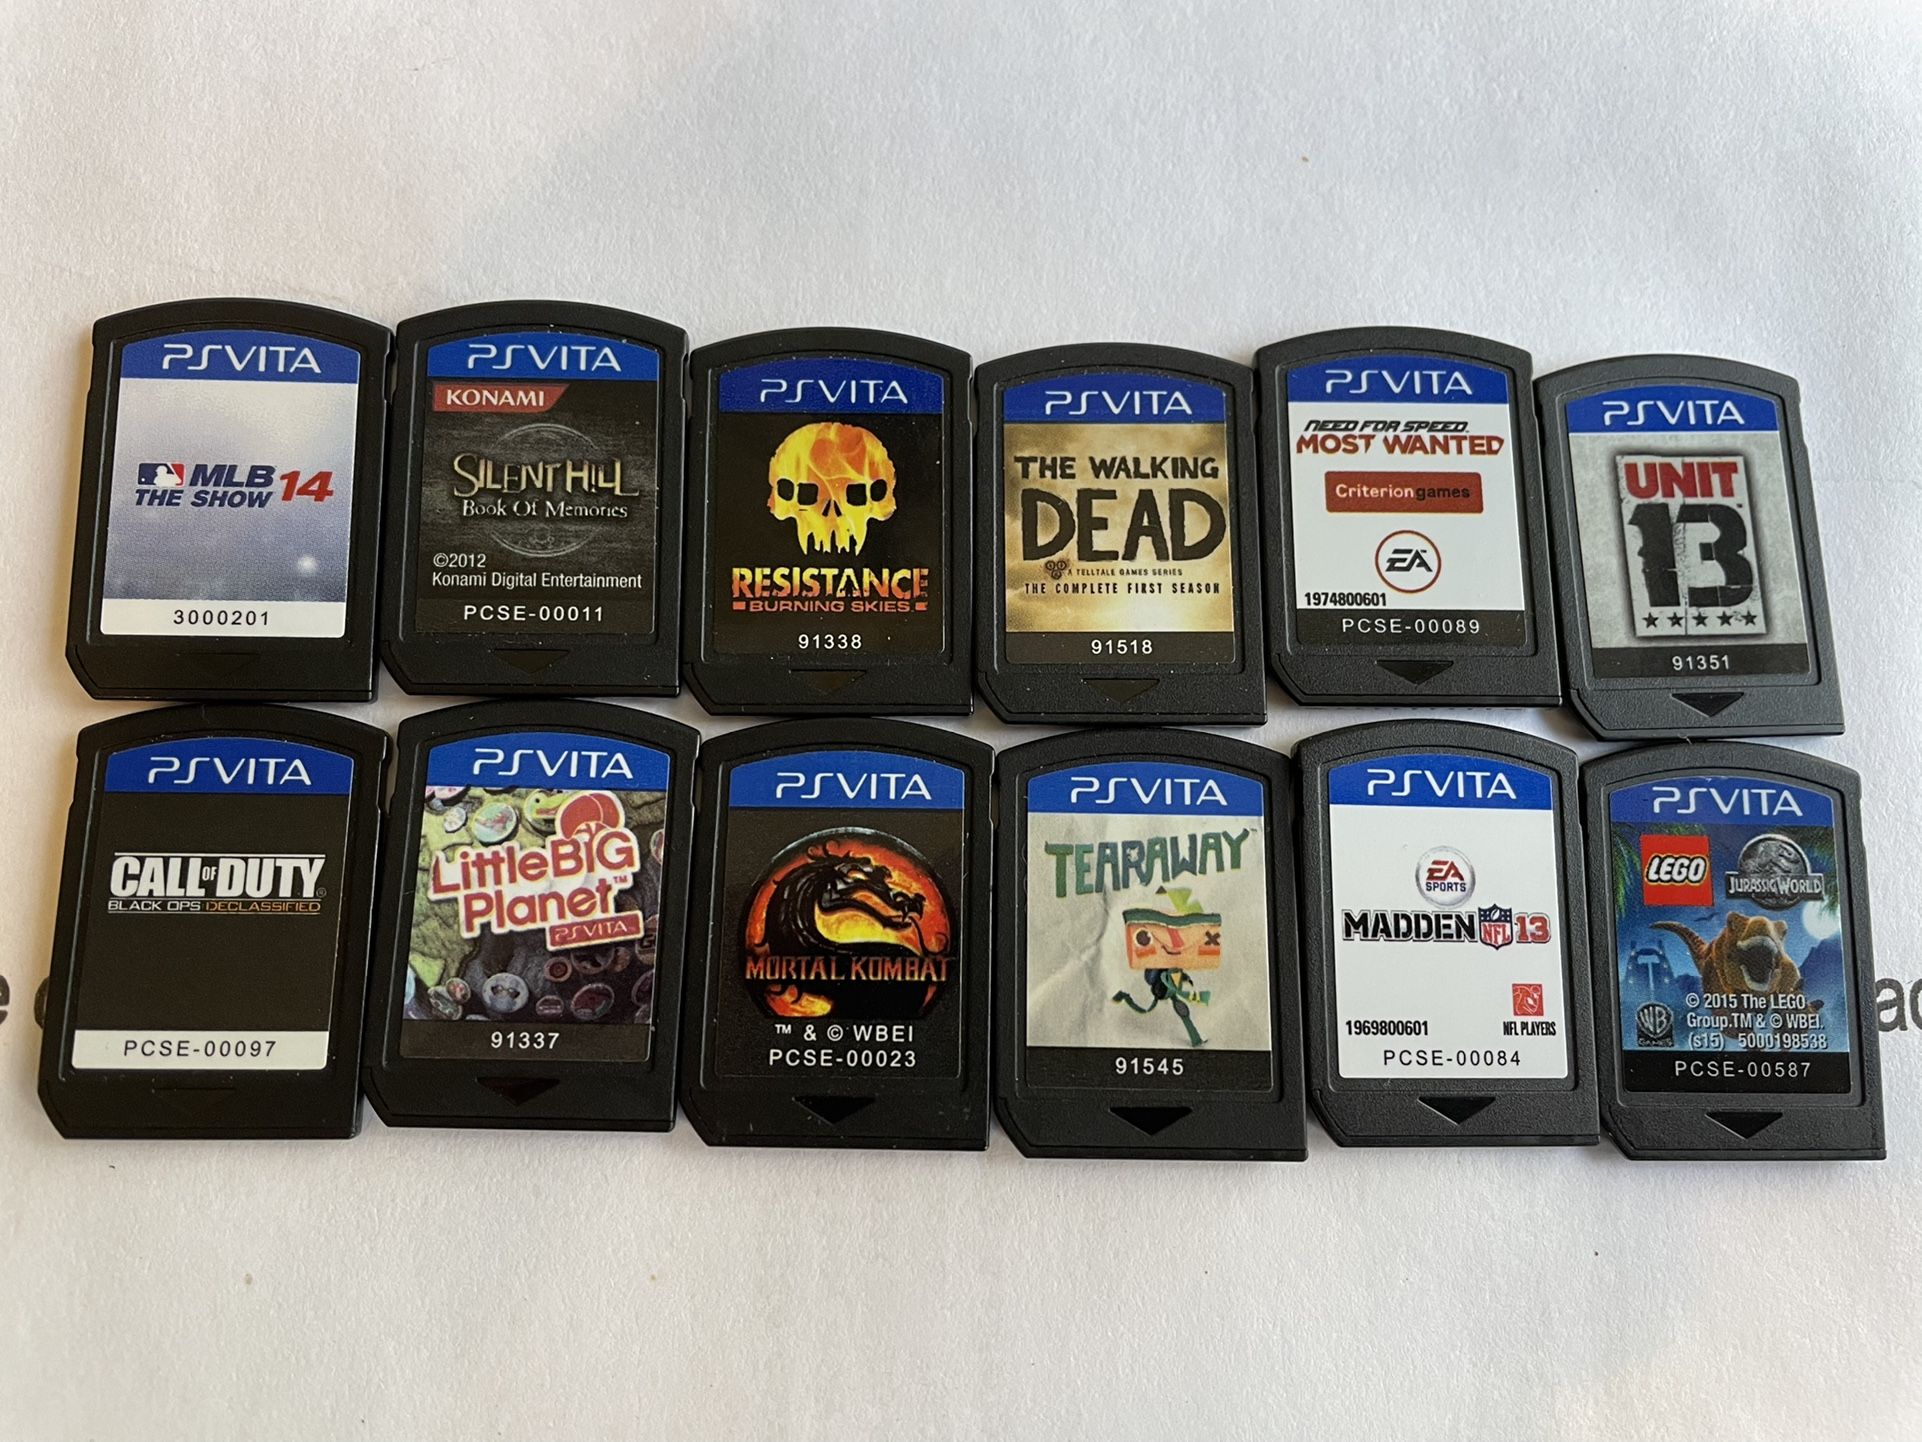 PSVITA
MLB
THE SHOW 14
3000201
PSVITA
KONAMI
SILENT HILL
Book Of Memories
©2012
Konami Digital Entertainment
PCSE-00011
PSVITA
RESISTANCE
BURNING SKIES
91338
PSVITA
THE WALKING
DEAD
A TELLTALE GAMES SERIES
THE COMPLETE FIRST SEASON
91518
PSVITA
NEED FOR SPEED
MOST WANTED
Criteriongames
EA
1974800601
PCSE-00089
PSVITA
UNIT
13
91351
PSVITA
CALL OF DUTY®
BLACK OPS DECLASSIFIED
PCSE-00097
PSVITA
LittleBIG
Planet™
PSVITA
91337
PSVITA
MORTAL KOMBAT
™ & © WBEI
PCSE-00023
PSVITA
TEARAWAY™
91545
PSVITA
EA
SPORTS
MADDEN NFL 13
1969800601 NFL PLAYERS
PCSE-00084
PSVITA
LEGO JURASSIC WORLD
© 2015 The LEGO
Group.TM & © WBEI.
WB GAMES (s15) 5000198538
PCSE-00587